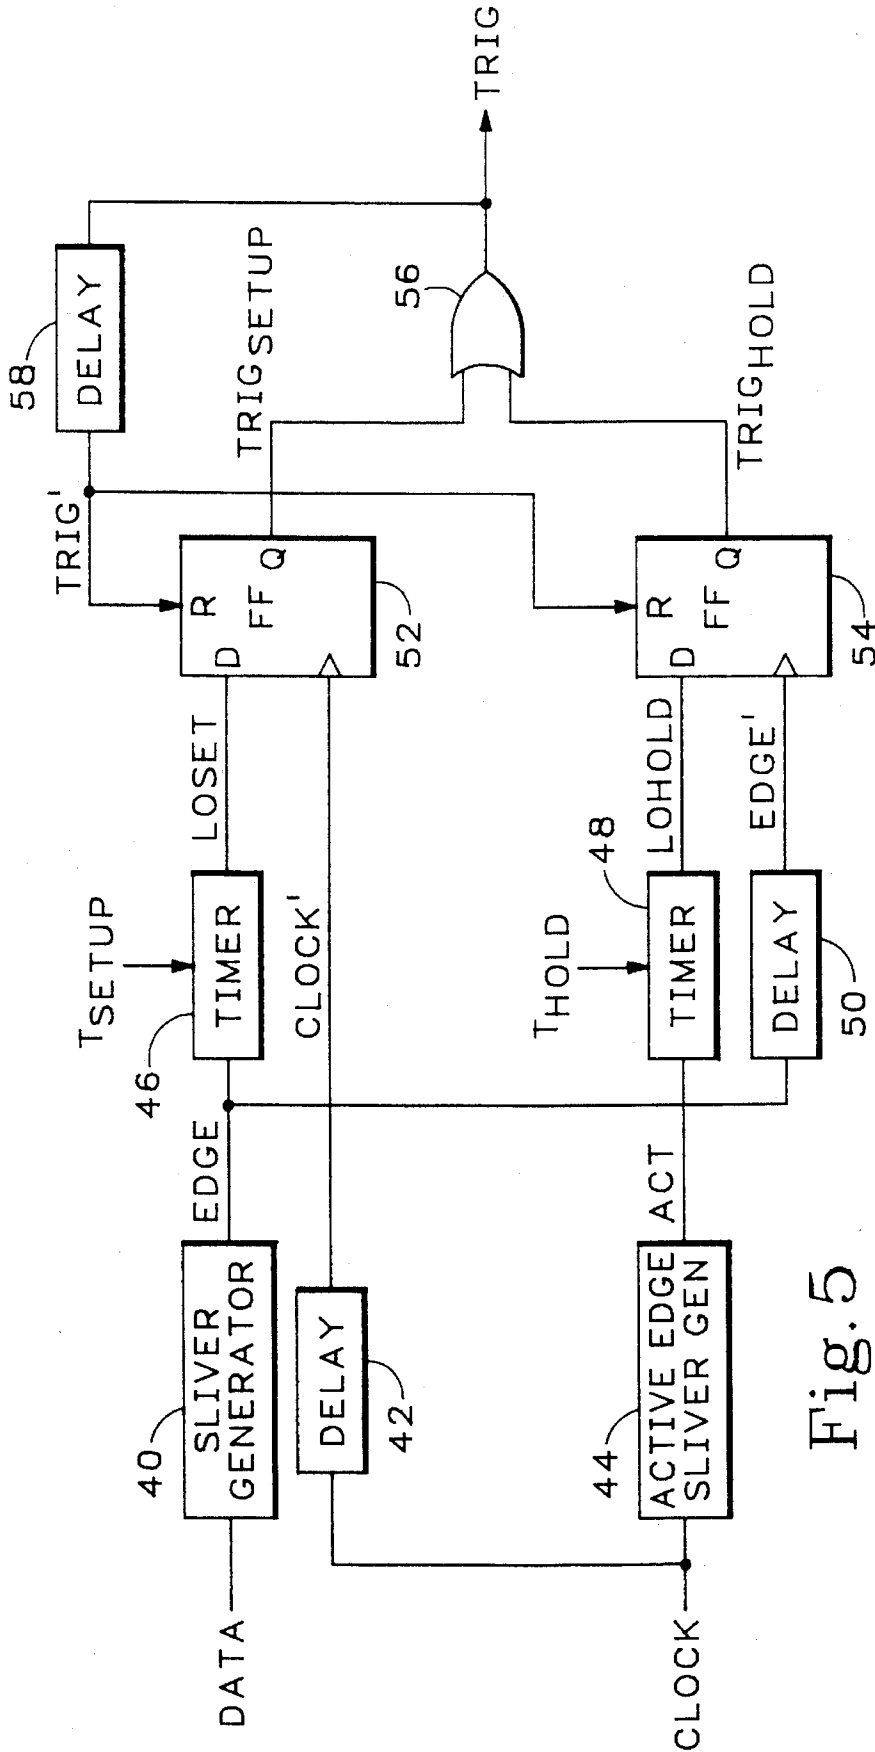 58
DELAY
TRIG'
TRIG
TRIGSETUP
56
TSETUP
46
TIMER
LOSET
D
R
FF
Q
52
40
SLIVER
GENERATOR
EDGE
DATA
CLOCK'
DELAY
42
TRIGHOLD
THOLD
48
TIMER
LOHOLD
D
R
FF
Q
54
44
ACTIVE EDGE
SLIVER GEN
ACT
CLOCK
DELAY
50
EDGE'
Fig.5